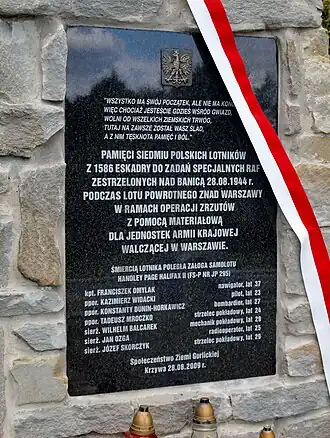 "WSZYSTKO MA SWÓJ POCZĄTEK, ALE NIE MA
WIĘC CHOCIAŻ JESTEŚCIE GDZIEŚ WŚRÓD GWIAZD,
WOLNI OD WSZELKICH ZIEMSKICH TRWÓG,
TUTAJ NA ZAWSZE ZOSTAŁ WASZ ŚLAD,
A Z NIM TĘSKNOTA PAMIĘĆ I BÓL."
PAMIĘCI SIEDMIU POLSKICH LOTNIKÓW
Z 1586 ESKADRY DO ZADAŃ SPECJALNYCH RAF
ZESTRZELONYCH NAD BANICĄ 28.08.1944 r.
PODCZAS LOTU POWROTNEGO ZNAD WARSZAWY
W RAMACH OPERACJI ZRZUTÓW
Z POMOCĄ MATERIAŁOWĄ
DLA JEDNOSTEK ARMII KRAJOWEJ
WALCZĄCEJ W WARSZAWIE.
ŚMIERCIĄ LOTNIKA POLEGŁA ZAŁOGA SAMOLOTU
HANDLEY PAGE HALIFAX II (FS-P NR JP 295)
kpt. FRANCISZEK OMYLAK nawigator, lat 37
ppor. KAZIMIERZ WIDACKI pilot, lat 23
ppor. KONSTANTY DUNIN-HORKAWICZ bombardier, lat 27
ppor. TADEUSZ MROCZKO strzelec pokładowy, lat 24
sierż. WILHELM BALCAREK mechanik pokładowy, lat 29
sierż. JAN OŻGA radiooperator, lat 25
sierż. JÓZEF SKORCZYK strzelec pokładowy, lat 29
Społeczeństwo Ziemi Gorlickiej
Krzywa 28.08.2009 r.